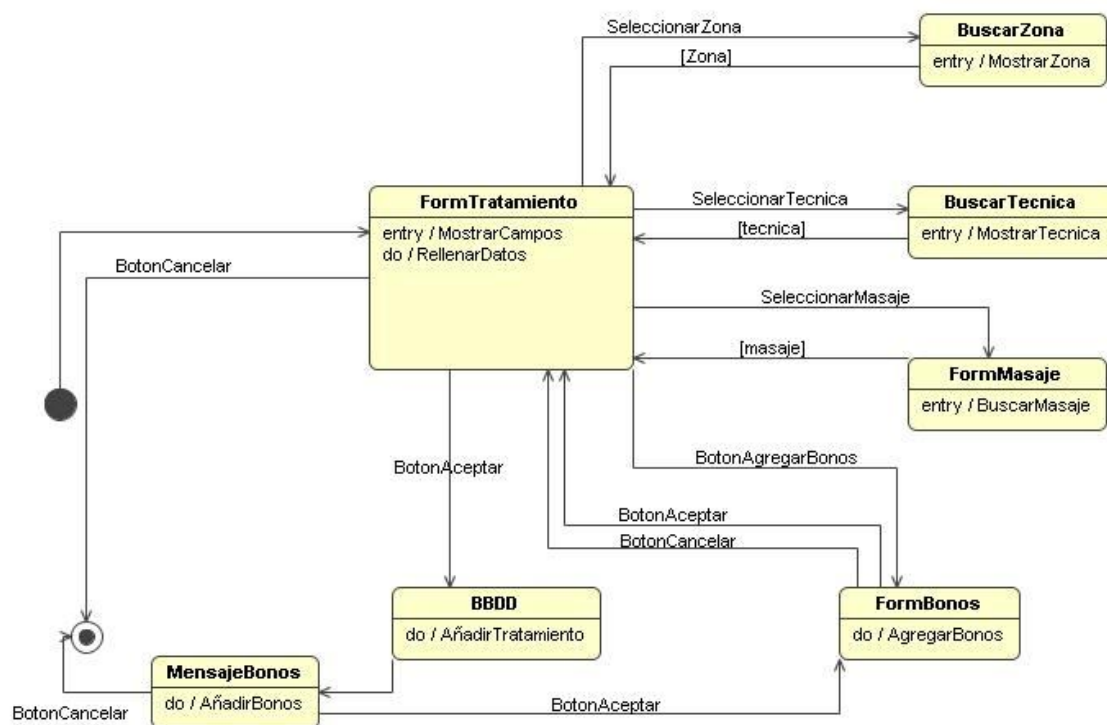 SeleccionarZona
BuscarZona
entry / MostrarZona
[Zona]
FormTratamiento
entry / MostrarCampos
do / RellenarDatos
SeleccionarTecnica
BuscarTecnica
entry / MostrarTecnica
[tecnica]
BotonCancelar
SeleccionarMasaje
[masaje]
FormMasaje
entry / BuscarMasaje
BotonAceptar
BotonAgregarBonos
BotonAceptar
BotonCancelar
BBDD
do / AñadirTratamiento
FormBonos
do / AgregarBonos
MensajeBonos
do / AñadirBonos
BotonCancelar
BotonAceptar